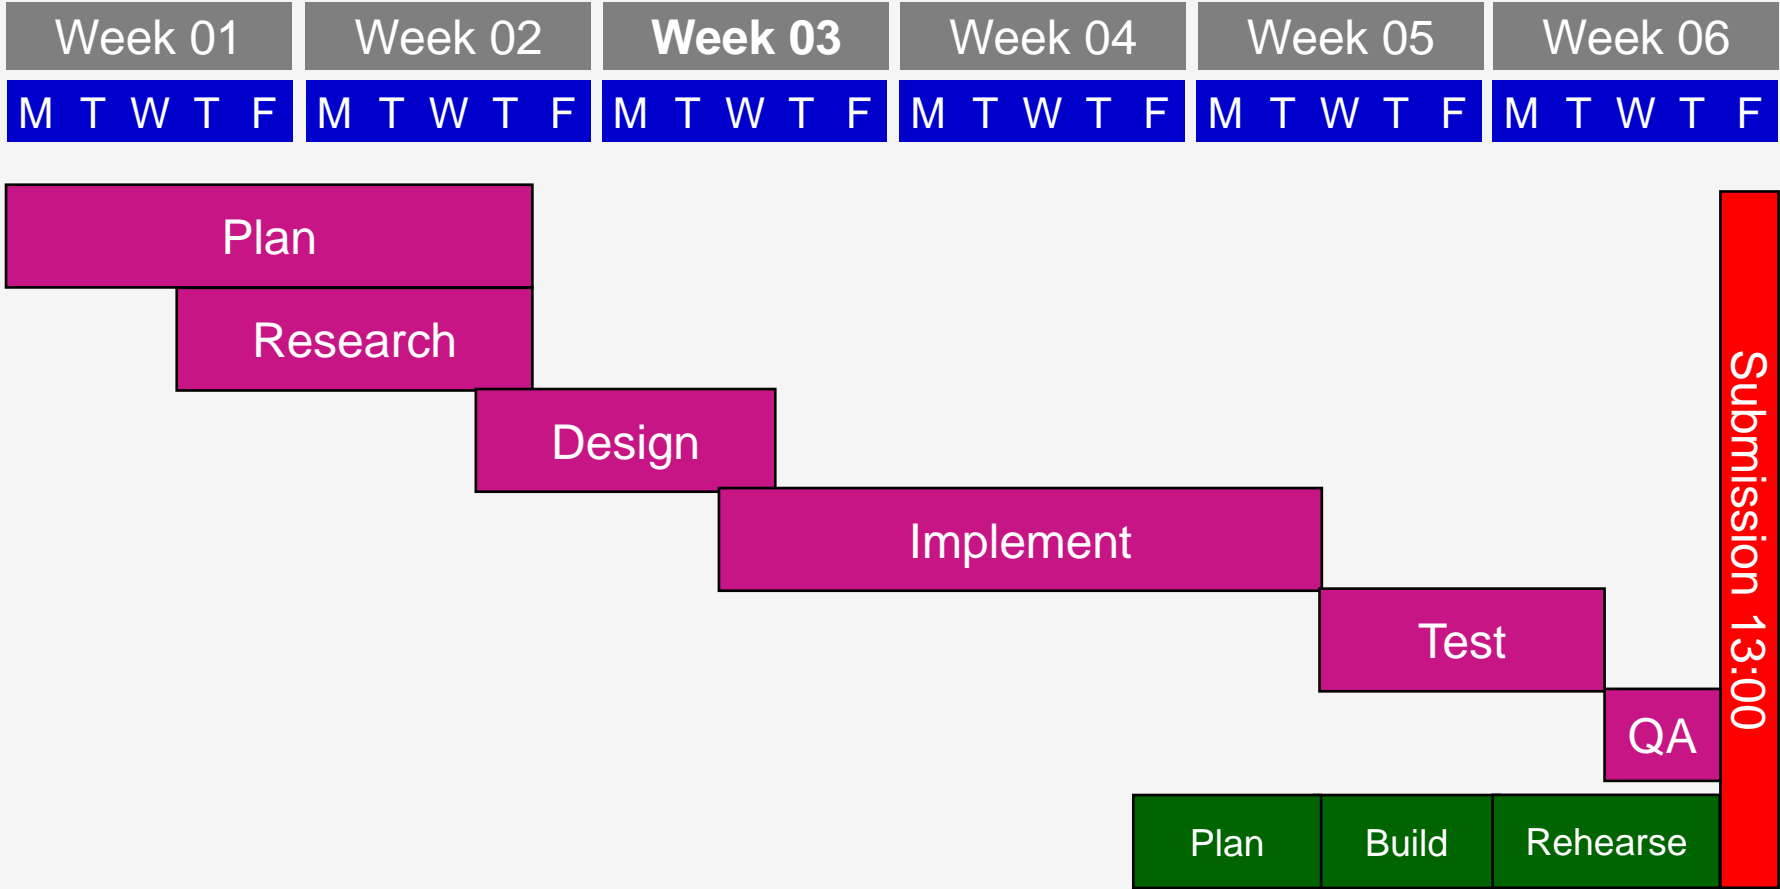 Week 01 Week 02 Week 03 Week 04 Week 05 Week 06
M T W T F M T W T F M T W T F M T W T F M T W T F M T W T F
Plan
Research
Design
Implement
Test
QA
Plan Build Rehearse
Submission 13:00